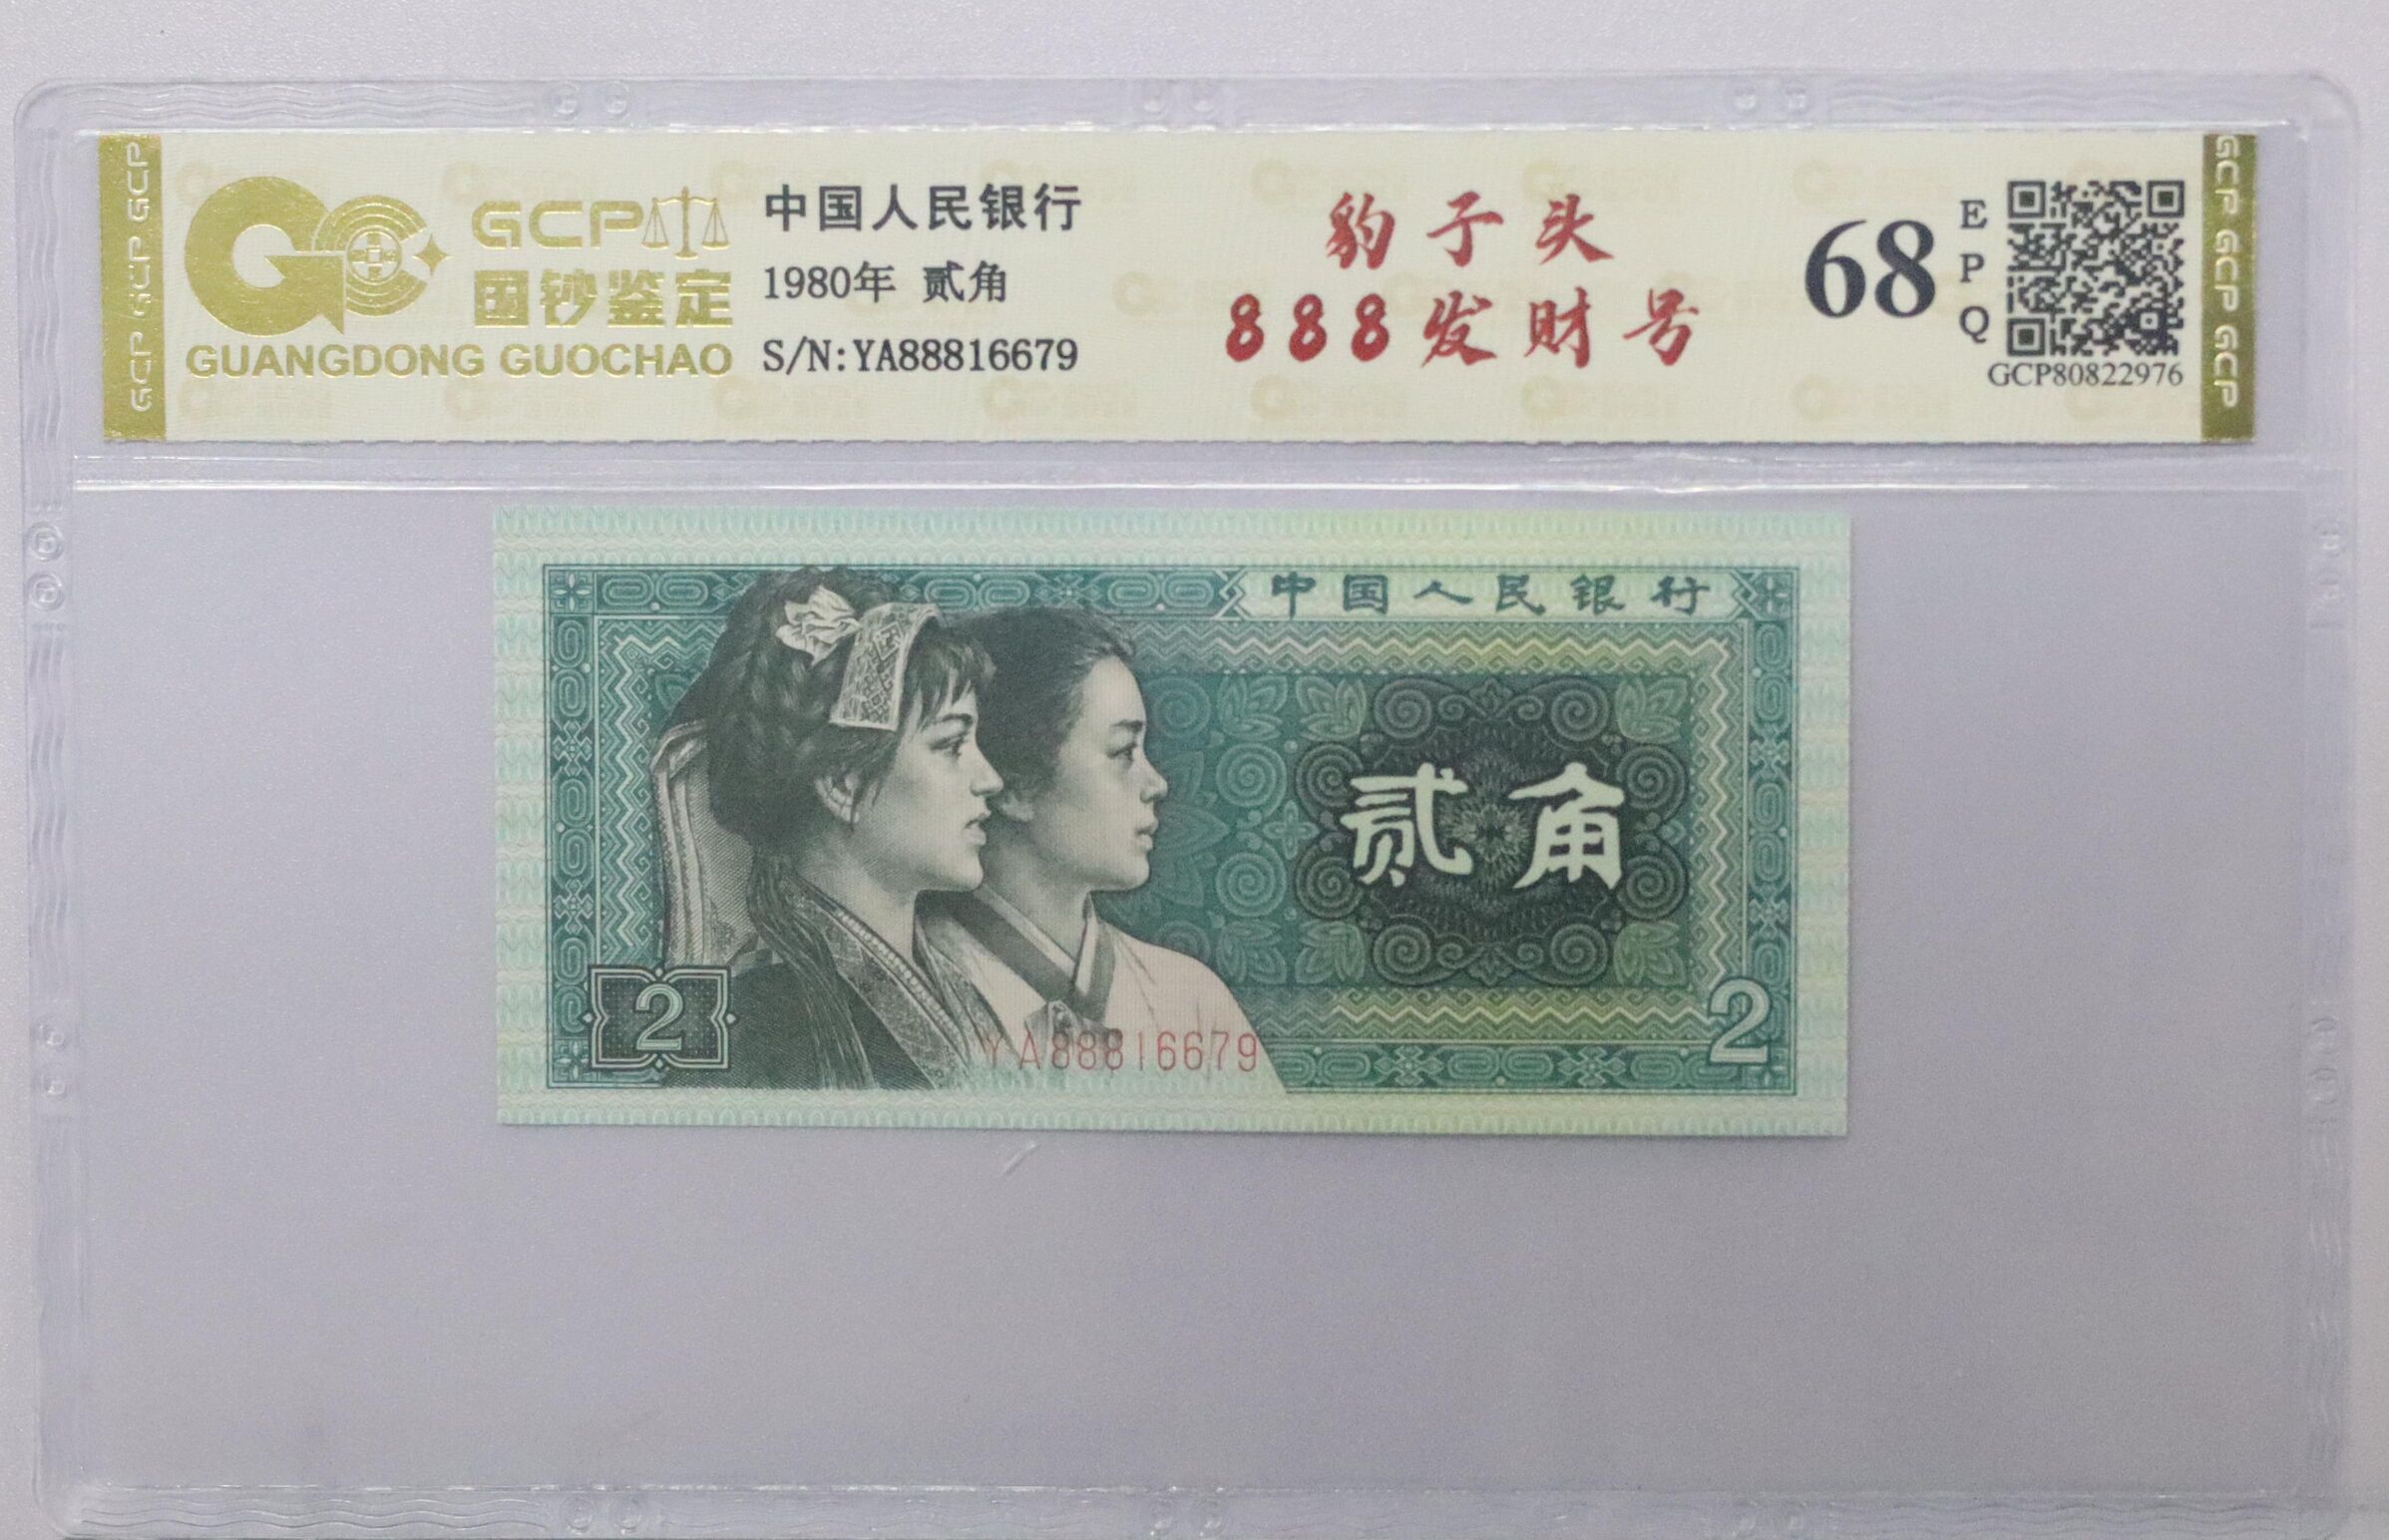 GCP GCP GCP
GCP
国钞鉴定
GUANGDONG GUOCHAO
中国人民银行
1980年 贰角
S/N:YA88816679
豹子头
888发财号
68
EPQ
GCP80822976
GCP GCP GCP
中国人民银行
贰角
2
YA88816679
2